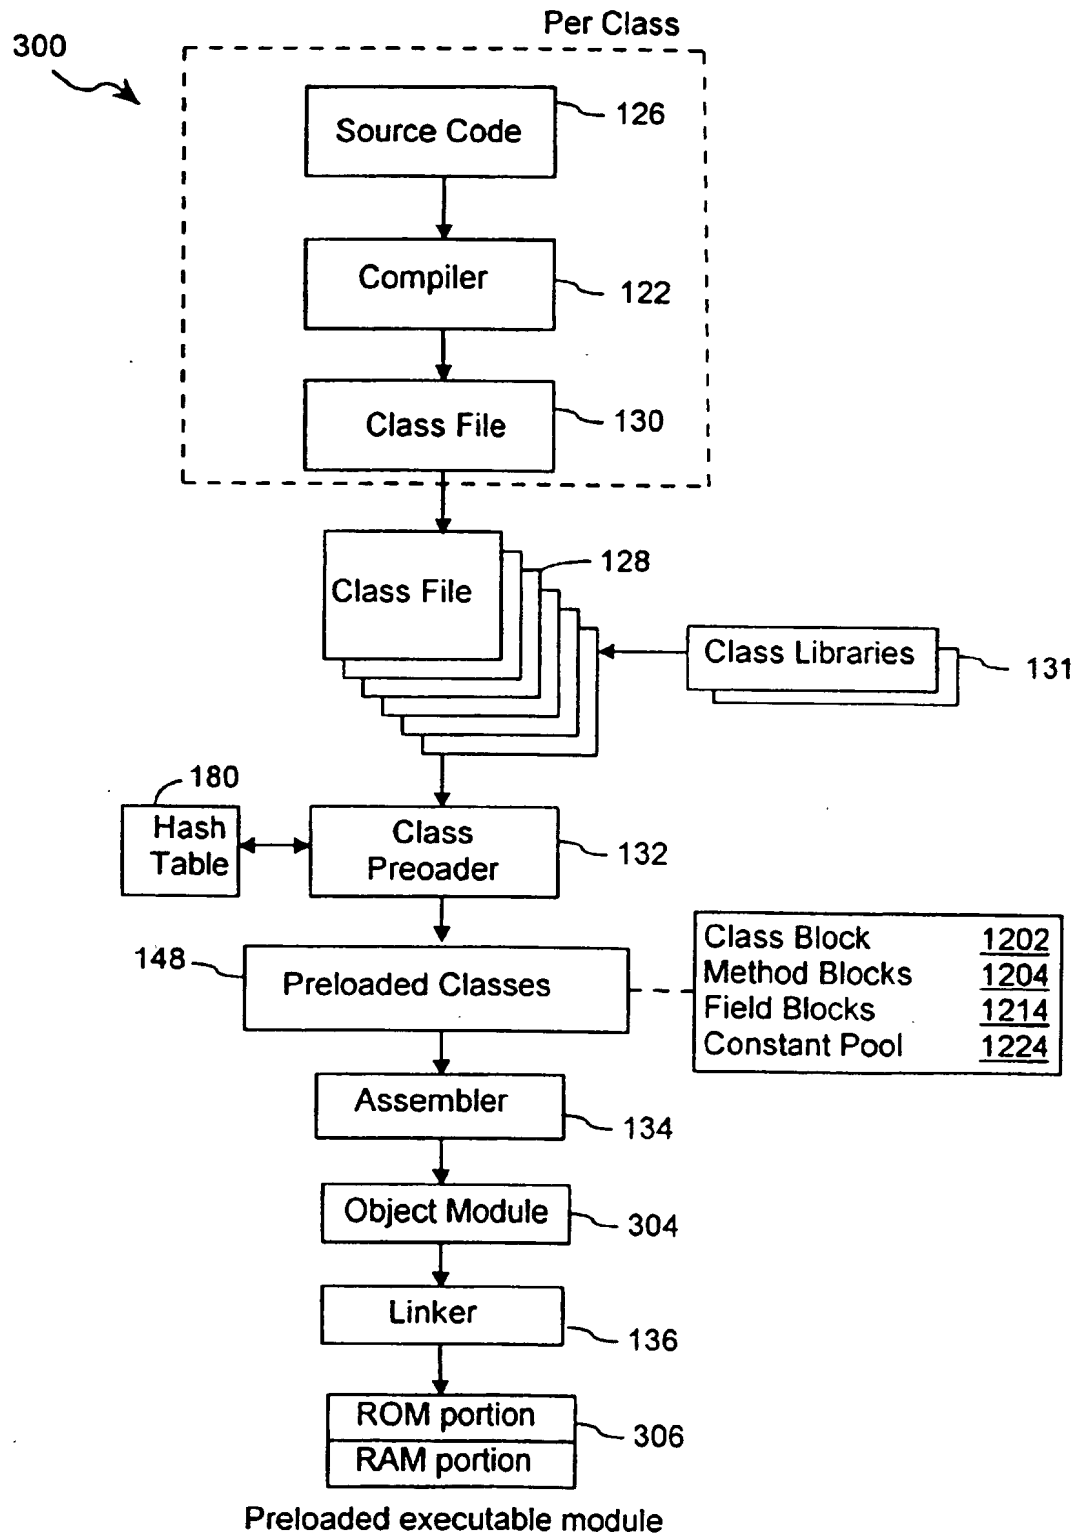 Per Class
300
Source Code
126
Compiler
122
Class File
130
Class File
128
Class Libraries
131
180
Hash
Table
Class
Preoader
132
148
Preloaded Classes
Class Block 1202
Method Blocks 1204
Field Blocks 1214
Constant Pool 1224
Assembler
134
Object Module
304
Linker
136
ROM portion
306
RAM portion
Preloaded executable module